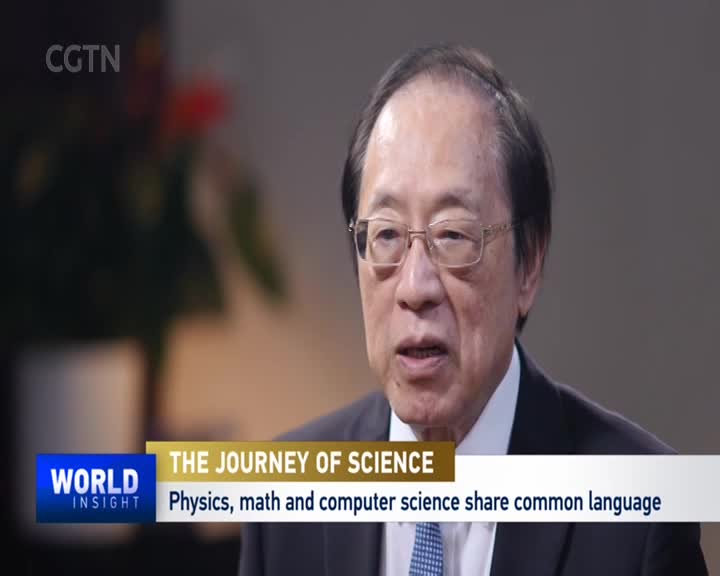 CGTN
THE JOURNEY OF SCIENCE
WORLD
INSIGHT
Physics, math and computer science share common language